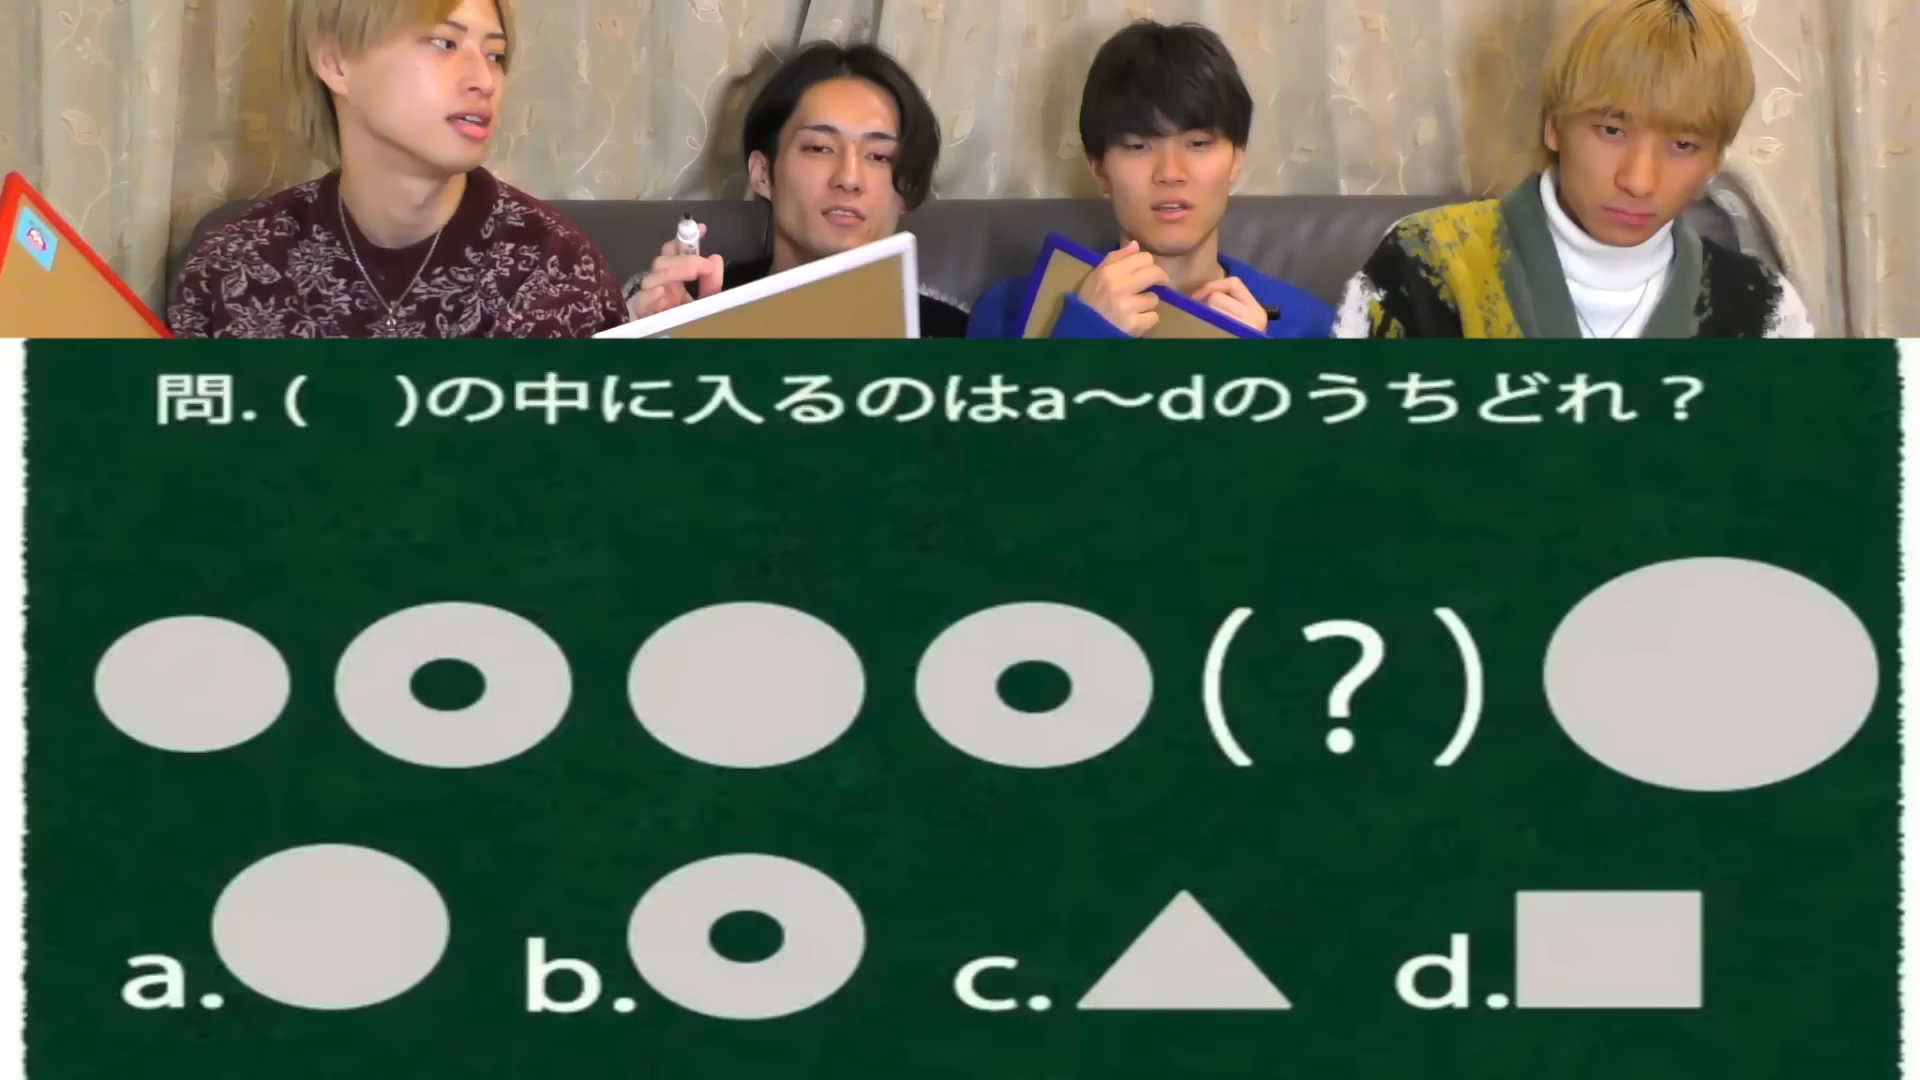 問.(　)の中に入るのはa～dのうちどれ？
(?)
a. b. c. d.